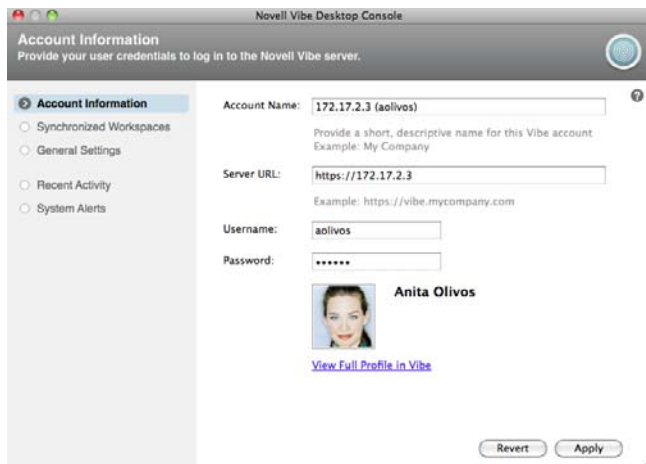 Novell Vibe Desktop Console
Account Information
Provide your user credentials to log in to the Novell Vibe server.
Account Information
Synchronized Workspaces
General Settings
Recent Activity
System Alerts
Account Name: 172.17.2.3 (aolivos)
Provide a short, descriptive name for this Vibe account
Example: My Company
Server URL: https://172.17.2.3
Example: https://vibe.mycompany.com
Username: aolivos
Password: ••••••
Anita Olivos
View Full Profile in Vibe
Revert Apply